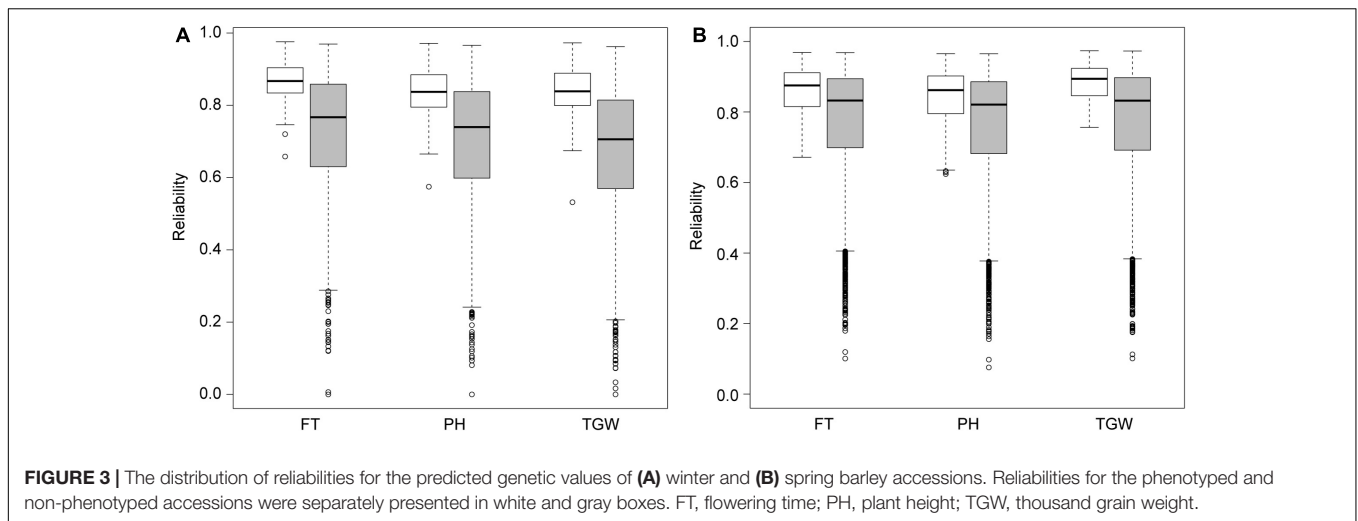 A
Reliability
1.0
0.8
0.6
0.4
0.2
0.0
FT
PH
TGW
B
Reliability
1.0
0.8
0.6
0.4
0.2
0.0
FT
PH
TGW
FIGURE 3 | The distribution of reliabilities for the predicted genetic values of (A) winter and (B) spring barley accessions. Reliabilities for the phenotyped and
non-phenotyped accessions were separately presented in white and gray boxes. FT, flowering time; PH, plant height; TGW, thousand grain weight.